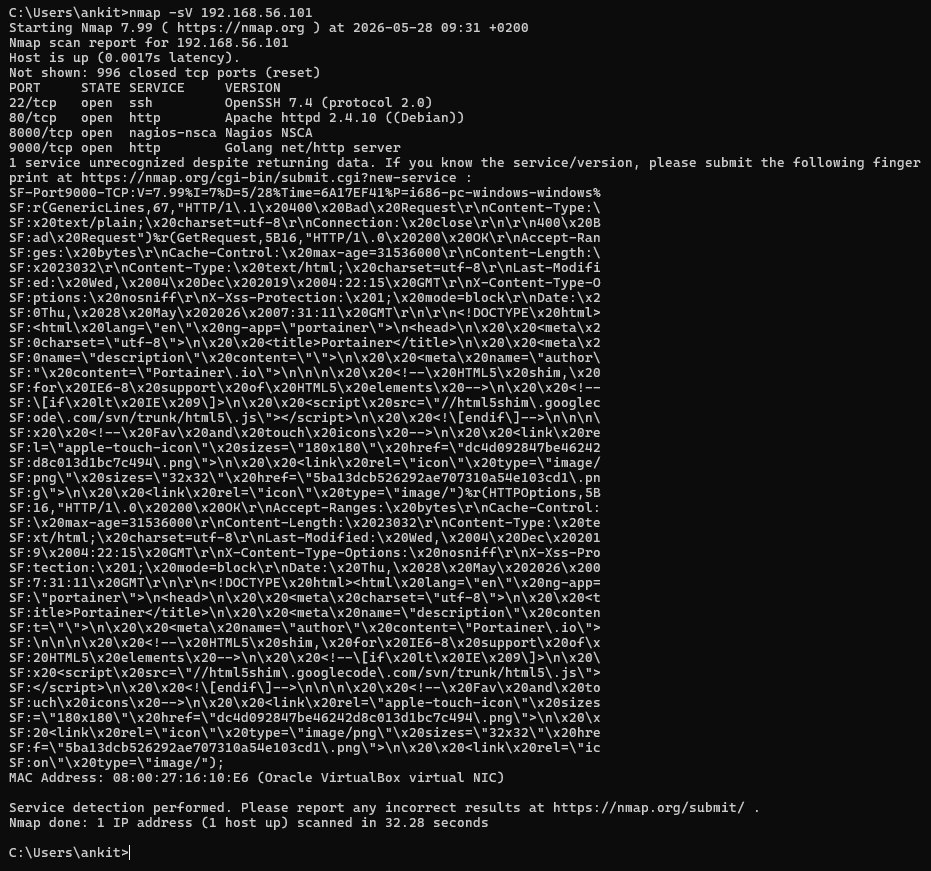 C:\Users\ankit>nmap -sV 192.168.56.101
Starting Nmap 7.99 ( https://nmap.org ) at 2026-05-28 09:31 +0200
Nmap scan report for 192.168.56.101
Host is up (0.0017s latency).
Not shown: 996 closed tcp ports (reset)
PORT     STATE SERVICE     VERSION
22/tcp   open  ssh         OpenSSH 7.4 (protocol 2.0)
80/tcp   open  http        Apache httpd 2.4.10 ((Debian))
8000/tcp open  nagios-nsca Nagios NSCA
9000/tcp open  http        Golang net/http server
1 service unrecognized despite returning data. If you know the service/version, please submit the following finger
print at https://nmap.org/cgi-bin/submit.cgi?new-service :
SF-Port9000-TCP:V=7.99%I=7%D=5/28%Time=6A17EF41%P=i686-pc-windows-windows%
SF:r(GenericLines,67,"HTTP/1\.1\x20400\x20Bad\x20Request\r\nContent-Type:\
SF:x20text/plain;\x20charset=utf-8\r\nConnection:\x20close\r\n\r\n400\x20B
SF:ad\x20Request")%r(GetRequest,5B16,"HTTP/1\.0\x20200\x20OK\r\nAccept-Ran
SF:ges:\x20bytes\r\nCache-Control:\x20max-age=31536000\r\nContent-Length:\
SF:x2023032\r\nContent-Type:\x20text/html;\x20charset=utf-8\r\nLast-Modifi
SF:ed:\x20Wed,\x2004\x20Dec\x202019\x2004:22:15\x20GMT\r\nX-Content-Type-O
SF:ptions:\x20nosniff\r\nX-Xss-Protection:\x201;\x20mode=block\r\nDate:\x2
SF:0Thu,\x2028\x20May\x202026\x2007:31:11\x20GMT\r\n\r\n<!DOCTYPE\x20html>
SF:<html\x20lang=\"en\"\x20ng-app=\"portainer\">\n<head>\n\x20\x20<meta\x2
SF:0charset=\"utf-8\">\n\x20\x20<title>Portainer</title>\n\x20\x20<meta\x2
SF:0name=\"description\"\x20content=\"\">\n\x20\x20<meta\x20name=\"author\
SF:"\x20content=\"Portainer\.io\">\n\n\n\x20\x20<!--\x20HTML5\x20shim,\x20
SF:for\x20IE6-8\x20support\x20of\x20HTML5\x20elements\x20-->\n\x20\x20<!--
SF:\[if\x20lt\x20IE\x209\]>\n\x20\x20<script\x20src=\"//html5shim\.googlec
SF:ode\.com/svn/trunk/html5\.js\"></script>\n\x20\x20<!\[endif\]-->\n\n\n\
SF:x20\x20<!--\x20Fav\x20and\x20touch\x20icons\x20-->\n\x20\x20<link\x20re
SF:l=\"apple-touch-icon\"\x20sizes=\"180x180\"\x20href=\"dc4d092847be46242
SF:d8c013d1bc7c494\.png\">\n\x20\x20<link\x20rel=\"icon\"\x20type=\"image/
SF:png\"\x20sizes=\"32x32\"\x20href=\"5ba13dcb526292ae707310a54e103cd1\.pn
SF:g\">\n\x20\x20<link\x20rel=\"icon\"\x20type=\"image/")%r(HTTPOptions,5B
SF:16,"HTTP/1\.0\x20200\x20OK\r\nAccept-Ranges:\x20bytes\r\nCache-Control:
SF:\x20max-age=31536000\r\nContent-Length:\x2023032\r\nContent-Type:\x20te
SF:xt/html;\x20charset=utf-8\r\nLast-Modified:\x20Wed,\x2004\x20Dec\x20201
SF:9\x2004:22:15\x20GMT\r\nX-Content-Type-Options:\x20nosniff\r\nX-Xss-Pro
SF:tection:\x201;\x20mode=block\r\nDate:\x20Thu,\x2028\x20May\x202026\x200
SF:7:31:11\x20GMT\r\n\r\n<!DOCTYPE\x20html><html\x20lang=\"en\"\x20ng-app=
SF:\"portainer\">\n<head>\n\x20\x20<meta\x20charset=\"utf-8\">\n\x20\x20<t
SF:itle>Portainer</title>\n\x20\x20<meta\x20name=\"description\"\x20conten
SF:t=\"\">\n\x20\x20<meta\x20name=\"author\"\x20content=\"Portainer\.io\">
SF:\n\n\n\x20\x20<!--\x20HTML5\x20shim,\x20for\x20IE6-8\x20support\x20of\x
SF:20HTML5\x20elements\x20-->\n\x20\x20<!--\[if\x20lt\x20IE\x209\]>\n\x20\
SF:x20<script\x20src=\"//html5shim\.googlecode\.com/svn/trunk/html5\.js\">
SF:</script>\n\x20\x20<!\[endif\]-->\n\n\n\x20\x20<!--\x20Fav\x20and\x20to
SF:uch\x20icons\x20-->\n\x20\x20<link\x20rel=\"apple-touch-icon\"\x20sizes
SF:=\"180x180\"\x20href=\"dc4d092847be46242d8c013d1bc7c494\.png\">\n\x20\x
SF:20<link\x20rel=\"icon\"\x20type=\"image/png\"\x20sizes=\"32x32\"\x20hre
SF:f=\"5ba13dcb526292ae707310a54e103cd1\.png\">\n\x20\x20<link\x20rel=\"ic
SF:on\"\x20type=\"image/");
MAC Address: 08:00:27:16:10:E6 (Oracle VirtualBox virtual NIC)
Service detection performed. Please report any incorrect results at https://nmap.org/submit/ .
Nmap done: 1 IP address (1 host up) scanned in 32.28 seconds
C:\Users\ankit>